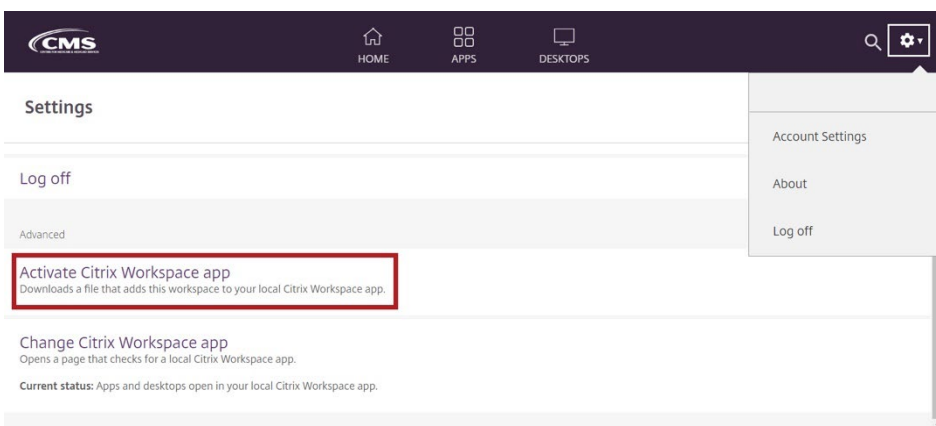 CMS
HOME
APPS
DESKTOPS
Settings
Account Settings
About
Log off
Log off
Advanced
Activate Citrix Workspace app
Downloads a file that adds this workspace to your local Citrix Workspace app.
Change Citrix Workspace app
Opens a page that checks for a local Citrix Workspace app.
Current status: Apps and desktops open in your local Citrix Workspace app.